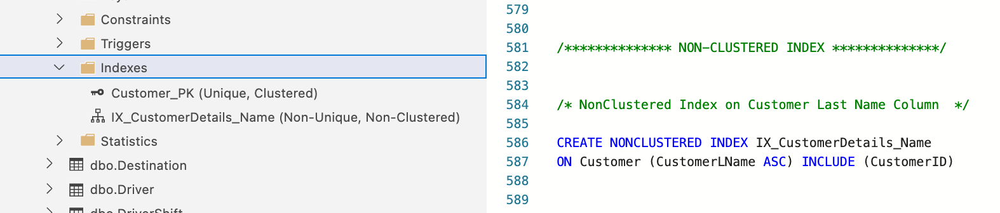 Constraints
Triggers
Indexes
Customer_PK (Unique, Clustered)
IX_CustomerDetails_Name (Non-Unique, Non-Clustered)
Statistics
dbo.Destination
dbo.Driver
dbo.DriverShift
579
580
581 /************** NON-CLUSTERED INDEX **************/
582
583
584 /* NonClustered Index on Customer Last Name Column  */
585
586 CREATE NONCLUSTERED INDEX IX_CustomerDetails_Name
587 ON Customer (CustomerLName ASC) INCLUDE (CustomerID)
588
589